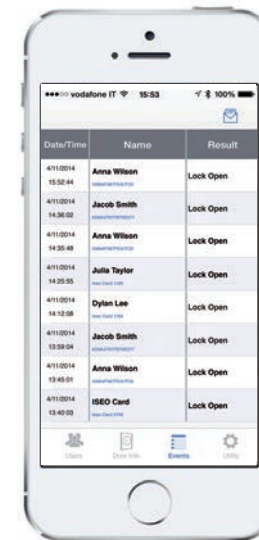 vodafone IT 15:53 100%
Date/Time Name Result
4/11/2014 15:52:44 Anna Wilson Lock Open
4/11/2014 14:36:02 Jacob Smith Lock Open
4/11/2014 14:35:48 Anna Wilson Lock Open
4/11/2014 14:25:55 Julia Taylor Lock Open
4/11/2014 14:12:08 Dylan Lee Lock Open
4/11/2014 13:59:04 Jacob Smith Lock Open
4/11/2014 13:45:01 Anna Wilson Lock Open
4/11/2014 13:40:03 ISEO Card Lock Open
Users Door Info Events Utility